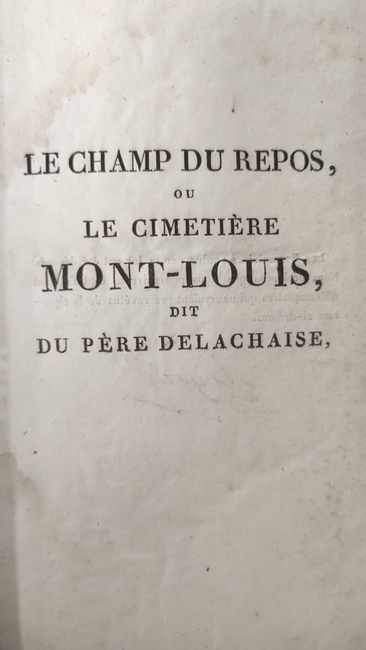 LE CHAMP DU REPOS,
OU
LE CIMETIÈRE
MONT-LOUIS,
DIT
DU PÈRE DELACHAISE,